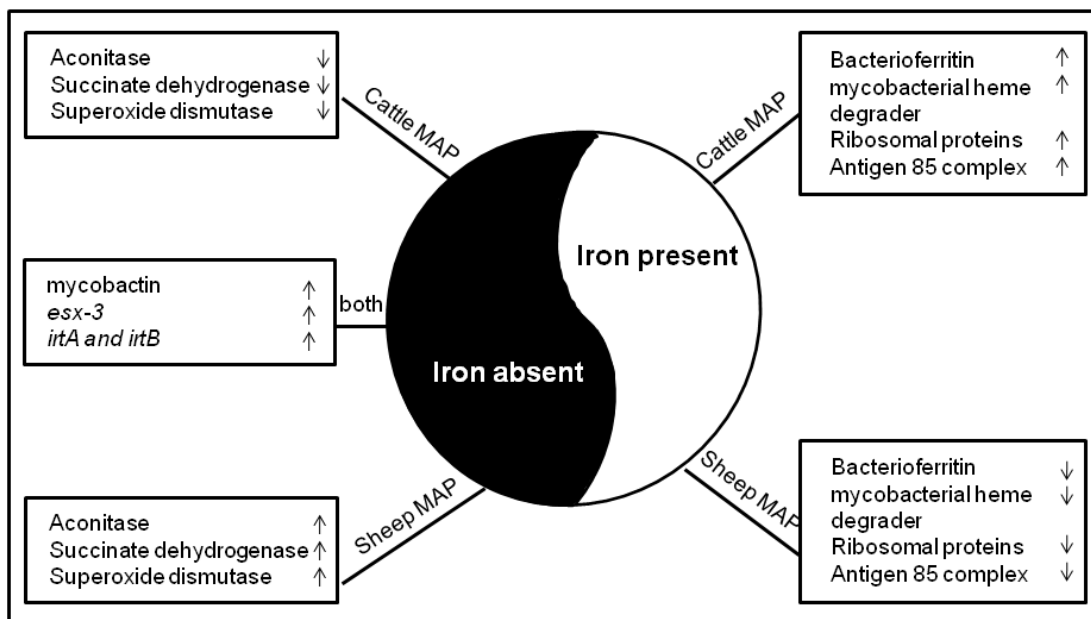 Aconitase ↓
Succinate dehydrogenase ↓
Superoxide dismutase ↓
Cattle MAP
mycobactin ↑
esx-3 ↑
irtA and irtB ↑
both
Aconitase ↑
Succinate dehydrogenase ↑
Superoxide dismutase ↑
Sheep MAP
Iron absent
Iron present
Cattle MAP
Bacterioferritin ↑
mycobacterial heme ↑
degrader
Ribosomal proteins ↑
Antigen 85 complex ↑
Sheep MAP
Bacterioferritin ↓
mycobacterial heme ↓
degrader
Ribosomal proteins ↓
Antigen 85 complex ↓